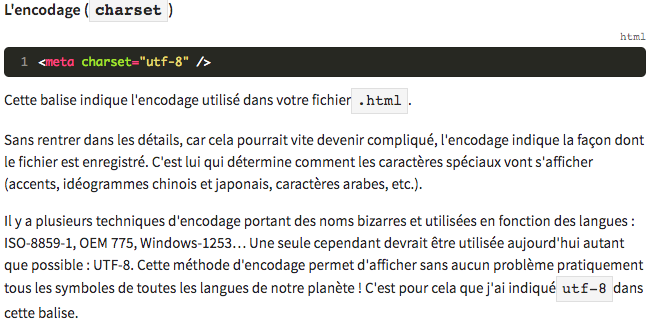 L'encodage ( charset )
html
1 <meta charset="utf-8" />
Cette balise indique l'encodage utilisé dans votre fichier .html .
Sans rentrer dans les détails, car cela pourrait vite devenir compliqué, l'encodage indique la façon dont
le fichier est enregistré. C'est lui qui détermine comment les caractères spéciaux vont s'afficher
(accents, idéogrammes chinois et japonais, caractères arabes, etc.).
Il y a plusieurs techniques d'encodage portant des noms bizarres et utilisées en fonction des langues :
ISO-8859-1, OEM 775, Windows-1253… Une seule cependant devrait être utilisée aujourd'hui autant
que possible : UTF-8. Cette méthode d'encodage permet d'afficher sans aucun problème pratiquement
tous les symboles de toutes les langues de notre planète ! C'est pour cela que j'ai indiqué utf-8 dans
cette balise.